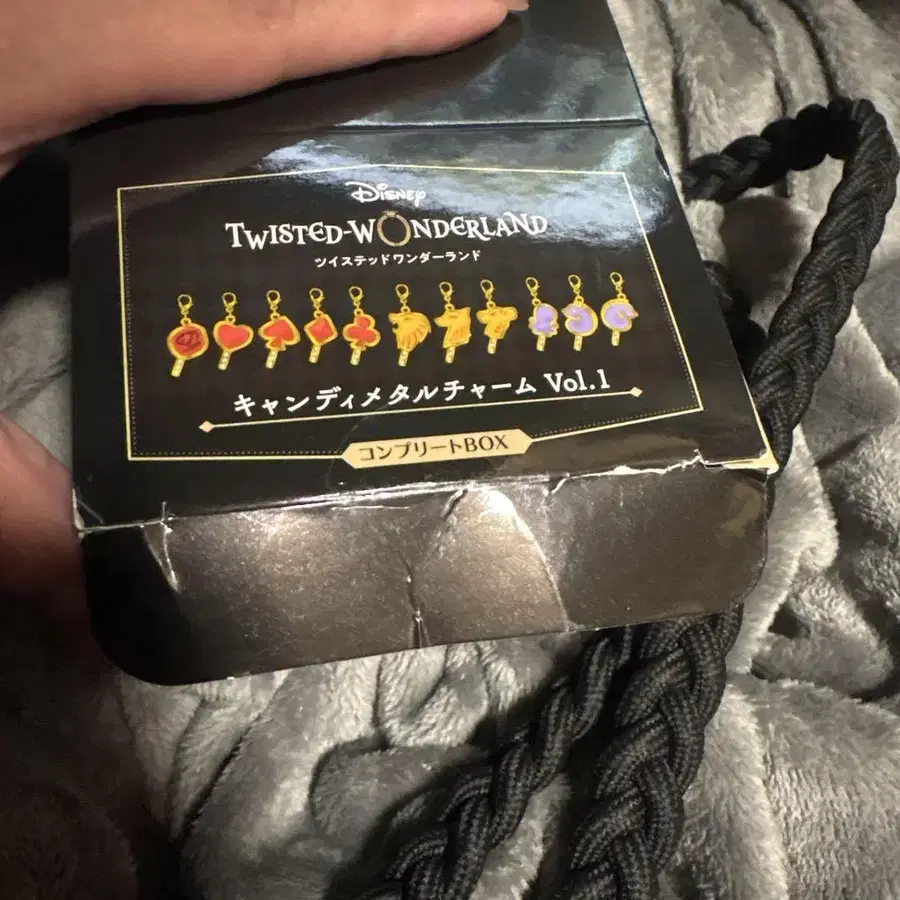 Disney
TWISTED-WONDERLAND
ツイステッドワンダーランド
キャンディメタルチャーム Vol.1
コンプリートBOX